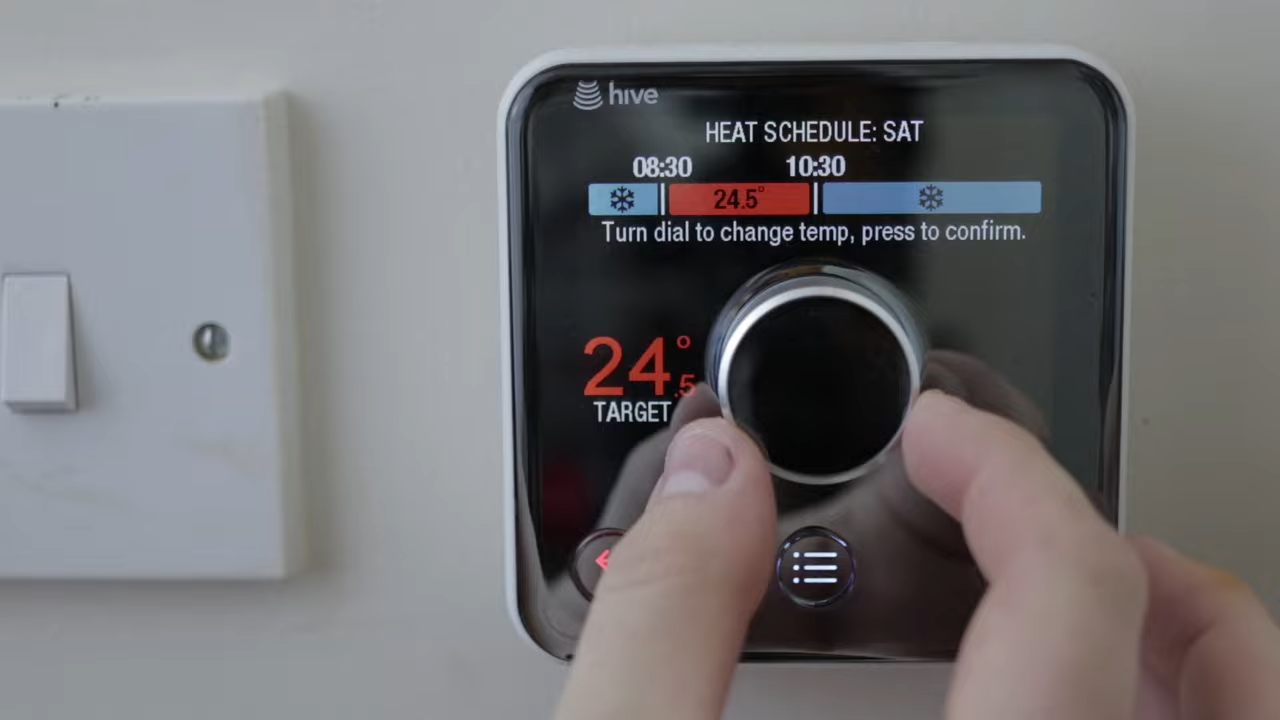 hive
HEAT SCHEDULE: SAT
08:30 10:30
24.5°
Turn dial to change temp, press to confirm.
24.5°
TARGET